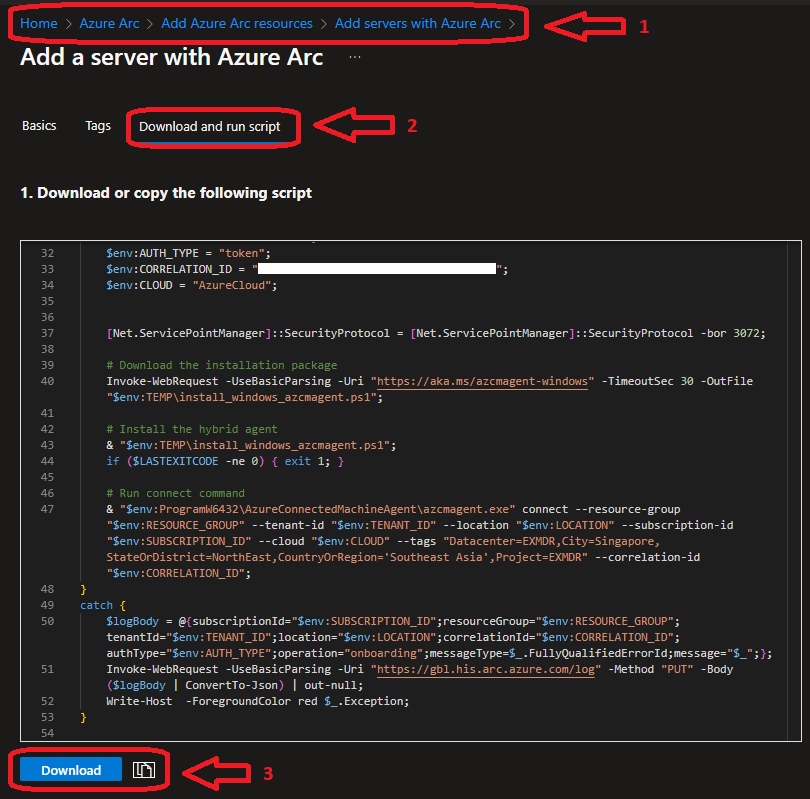 Home > Azure Arc > Add Azure Arc resources > Add servers with Azure Arc >
1
Add a server with Azure Arc ...
Basics Tags Download and run script
2
1. Download or copy the following script
32 $env:AUTH_TYPE = "token";
33 $env:CORRELATION_ID = " ";
34 $env:CLOUD = "AzureCloud";
35
36
37 [Net.ServicePointManager]::SecurityProtocol = [Net.ServicePointManager]::SecurityProtocol -bor 3072;
38
39 # Download the installation package
40 Invoke-WebRequest -UseBasicParsing -Uri "https://aka.ms/azcmagent-windows" -TimeoutSec 30 -OutFile
"$env:TEMP\install_windows_azcmagent.ps1";
41
42 # Install the hybrid agent
43 & "$env:TEMP\install_windows_azcmagent.ps1";
44 if ($LASTEXITCODE -ne 0) { exit 1; }
45
46 # Run connect command
47 & "$env:ProgramW6432\AzureConnectedMachineAgent\azcmagent.exe" connect --resource-group
"$env:RESOURCE_GROUP" --tenant-id "$env:TENANT_ID" --location "$env:LOCATION" --subscription-id
"$env:SUBSCRIPTION_ID" --cloud "$env:CLOUD" --tags "Datacenter=EXMDR,City=Singapore,
StateOrDistrict=NorthEast,CountryOrRegion='Southeast Asia',Project=EXMDR" --correlation-id
"$env:CORRELATION_ID";
48 }
49 catch {
50 $logBody = @{subscriptionId="$env:SUBSCRIPTION_ID";resourceGroup="$env:RESOURCE_GROUP";
tenantId="$env:TENANT_ID";location="$env:LOCATION";correlationId="$env:CORRELATION_ID";
authType="$env:AUTH_TYPE";operation="onboarding";messageType=$_.FullyQualifiedErrorId;message="$_";};
51 Invoke-WebRequest -UseBasicParsing -Uri "https://gbl.his.arc.azure.com/log" -Method "PUT" -Body
($logBody | ConvertTo-Json) | out-null;
52 Write-Host -ForegroundColor red $_.Exception;
53 }
54
Download
3